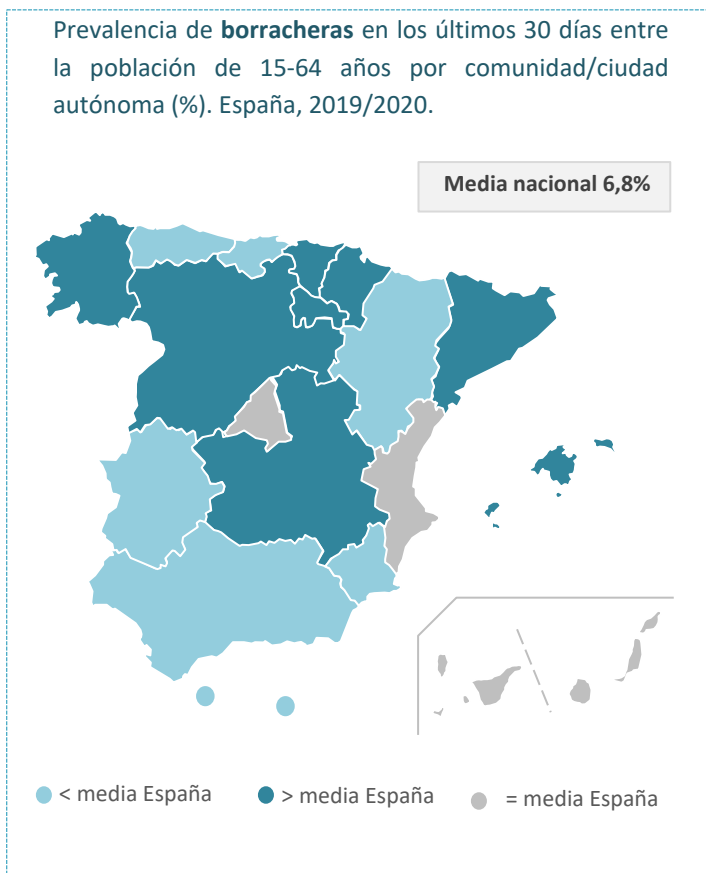 Prevalencia de borracheras en los últimos 30 días entre
la población de 15-64 años por comunidad/ciudad
autónoma (%). España, 2019/2020.
Media nacional 6,8%
< media España
> media España
= media España